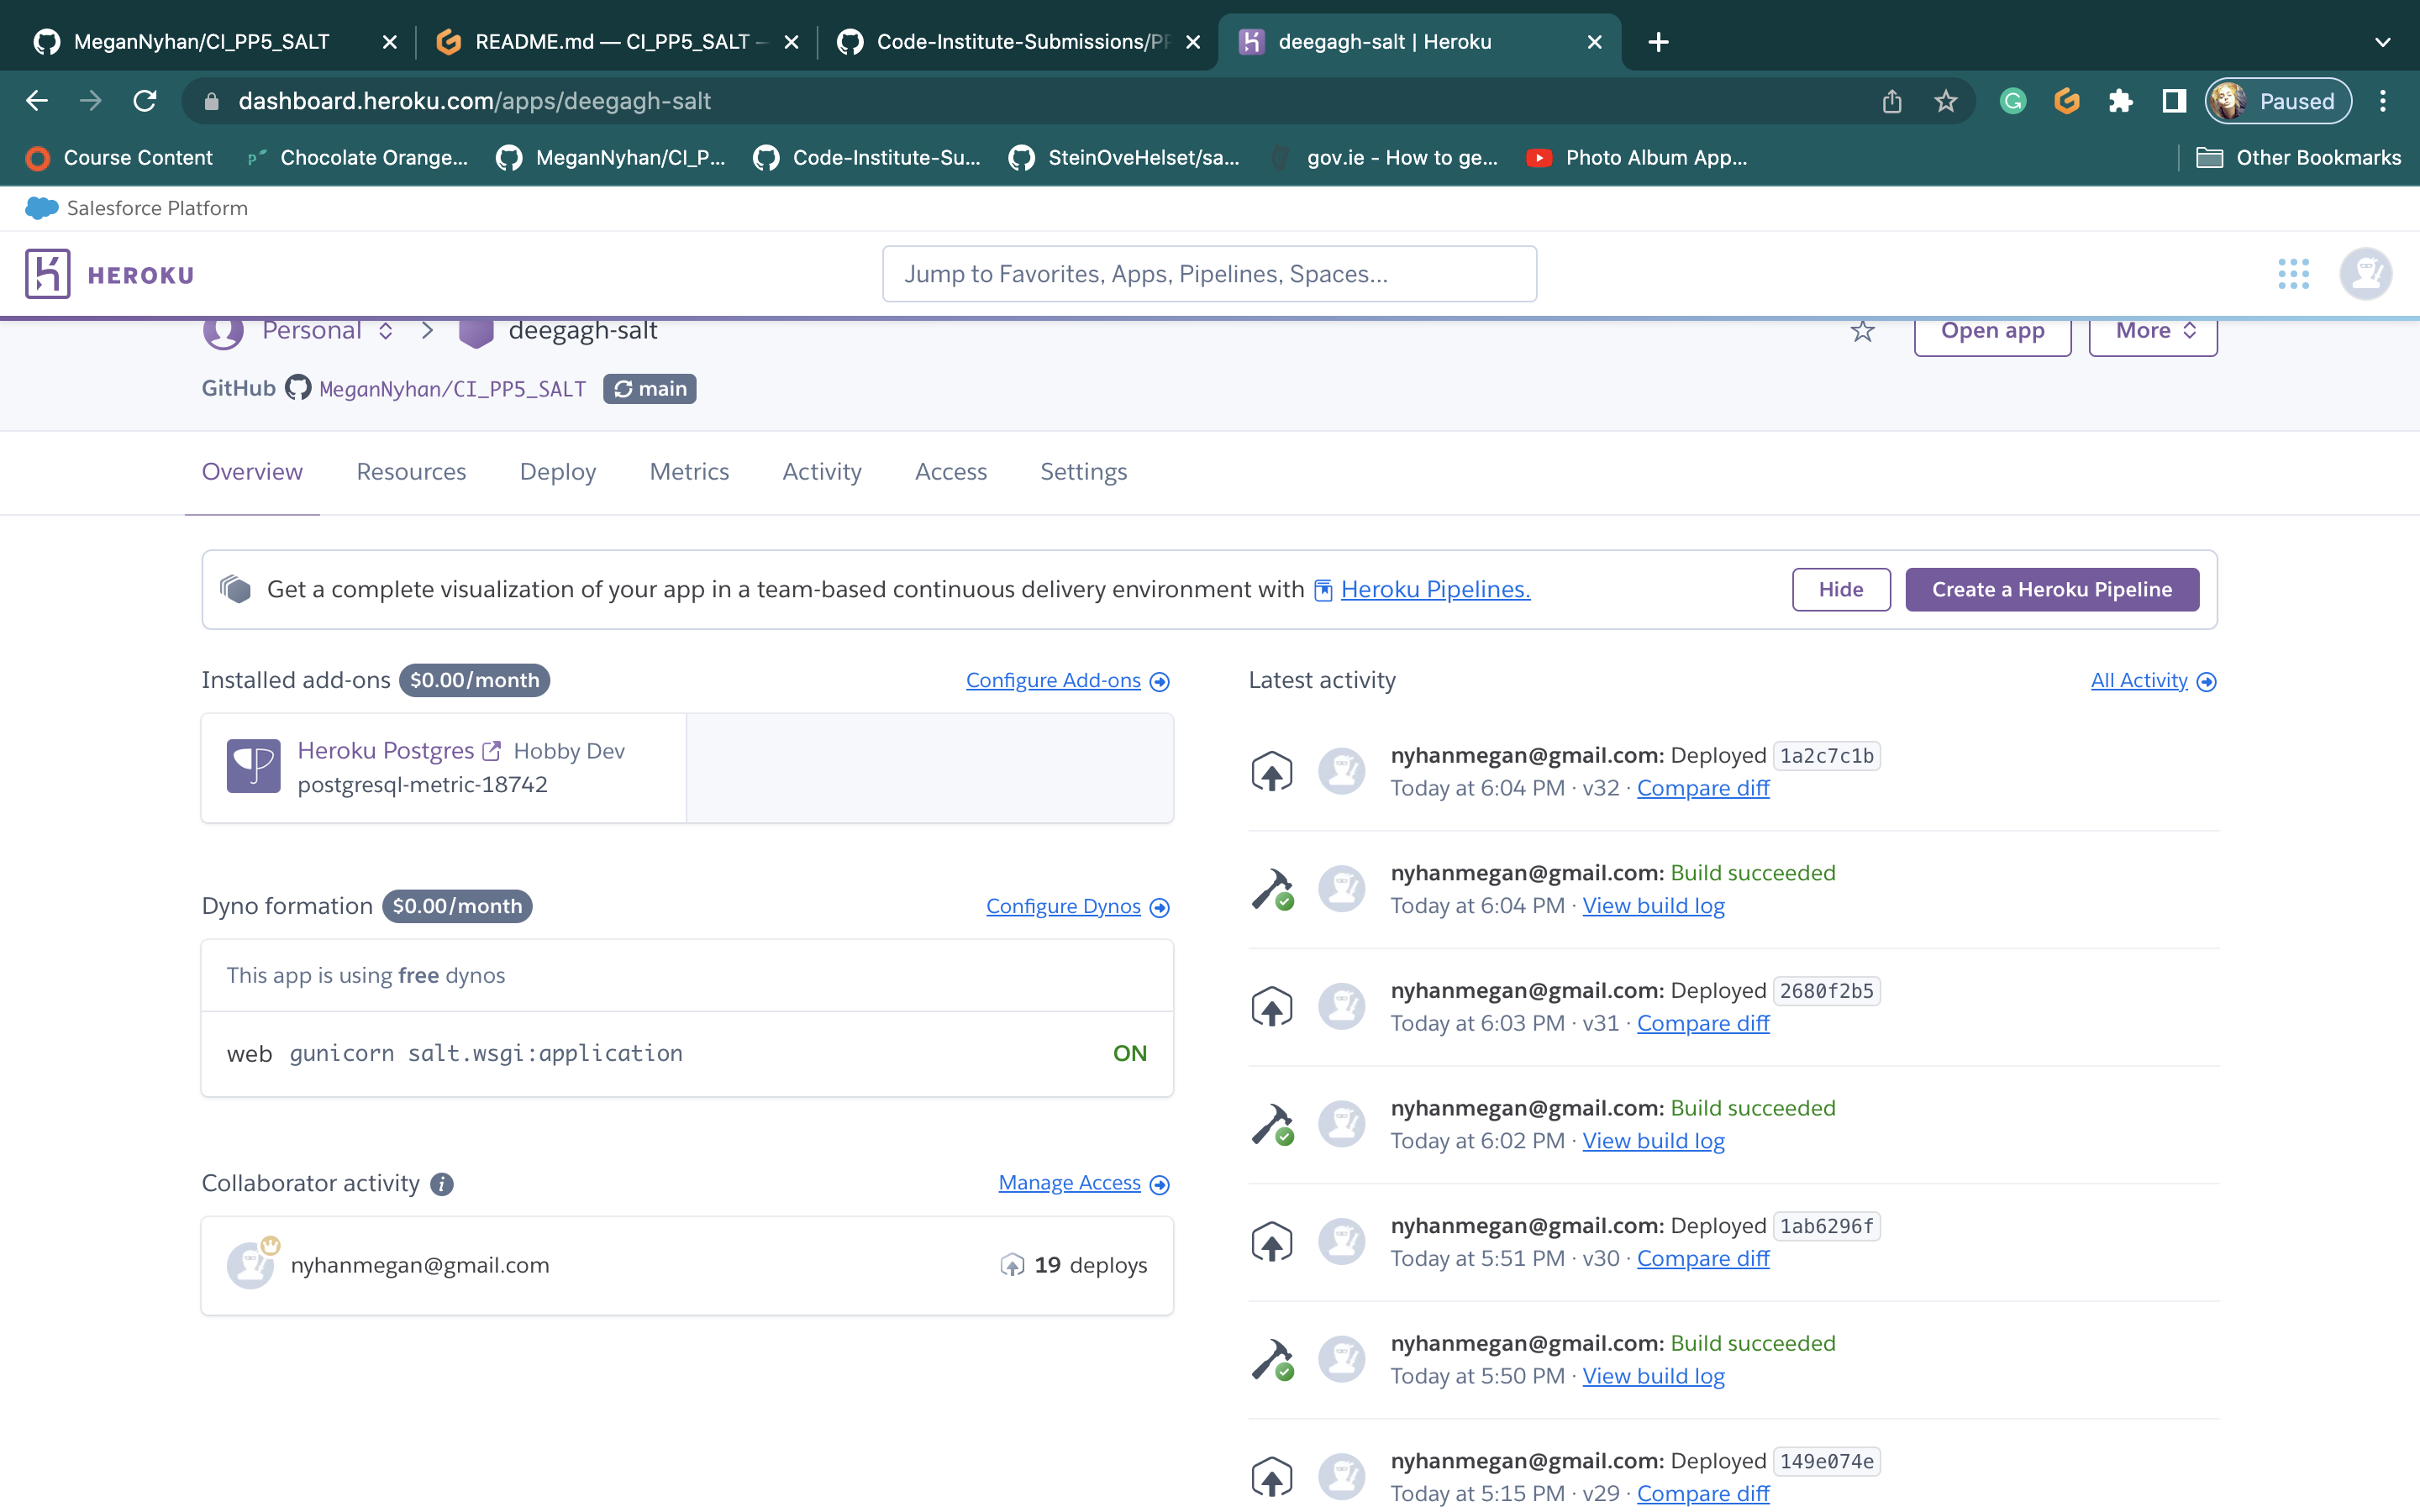 MeganNyhan/CI_PP5_SALT
README.md — CI_PP5_SALT –
Code-Institute-Submissions/PP
deegagh-salt | Heroku
dashboard.heroku.com/apps/deegagh-salt
Paused
Course Content
Chocolate Orange...
MeganNyhan/CI_P...
Code-Institute-Su...
SteinOveHelset/sa...
gov.ie - How to ge...
Photo Album App...
Other Bookmarks
Salesforce Platform
HEROKU
Jump to Favorites, Apps, Pipelines, Spaces...
Personal
deegagh-salt
Open app
More
GitHub MeganNyhan/CI_PP5_SALT main
Overview
Resources
Deploy
Metrics
Activity
Access
Settings
Get a complete visualization of your app in a team-based continuous delivery environment with Heroku Pipelines.
Hide
Create a Heroku Pipeline
Installed add-ons $0.00/month
Configure Add-ons
Heroku Postgres Hobby Dev
postgresql-metric-18742
Dyno formation $0.00/month
Configure Dynos
This app is using free dynos
web gunicorn salt.wsgi:application ON
Collaborator activity
Manage Access
nyhanmegan@gmail.com
19 deploys
Latest activity
All Activity
nyhanmegan@gmail.com: Deployed 1a2c7c1b
Today at 6:04 PM · v32 · Compare diff
nyhanmegan@gmail.com: Build succeeded
Today at 6:04 PM · View build log
nyhanmegan@gmail.com: Deployed 2680f2b5
Today at 6:03 PM · v31 · Compare diff
nyhanmegan@gmail.com: Build succeeded
Today at 6:02 PM · View build log
nyhanmegan@gmail.com: Deployed 1ab6296f
Today at 5:51 PM · v30 · Compare diff
nyhanmegan@gmail.com: Build succeeded
Today at 5:50 PM · View build log
nyhanmegan@gmail.com: Deployed 149e074e
Today at 5:15 PM · v29 · Compare diff